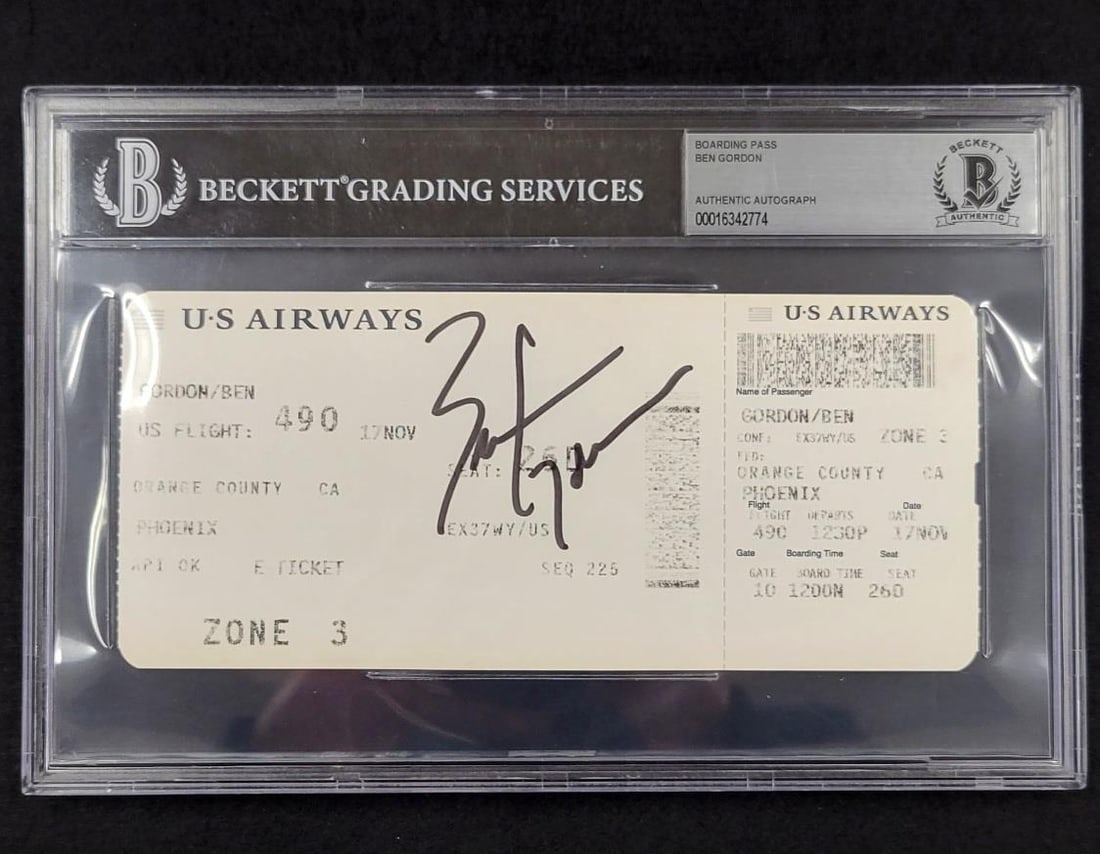 B BECKETT® GRADING SERVICES
BOARDING PASS
BEN GORDON
AUTHENTIC AUTOGRAPH
00016342774
BECKETT
B
AUTHENTIC
U·S AIRWAYS
GORDON/BEN
US FLIGHT: 490 17NOV
SEAT: 26D
ORANGE COUNTY CA
PHOENIX
EX37WY/US
API OK E TICKET SEQ 225
ZONE 3
Ben Gordon
U·S AIRWAYS
Name of Passenger
GORDON/BEN
CONF: EX37WY/US ZONE 3
ORANGE COUNTY CA
PHOENIX
Flight Date
FLIGHT DEPARTS DATE
490 1230P 17NOV
Gate Boarding Time Seat
GATE BOARD TIME SEAT
10 1200N 26D